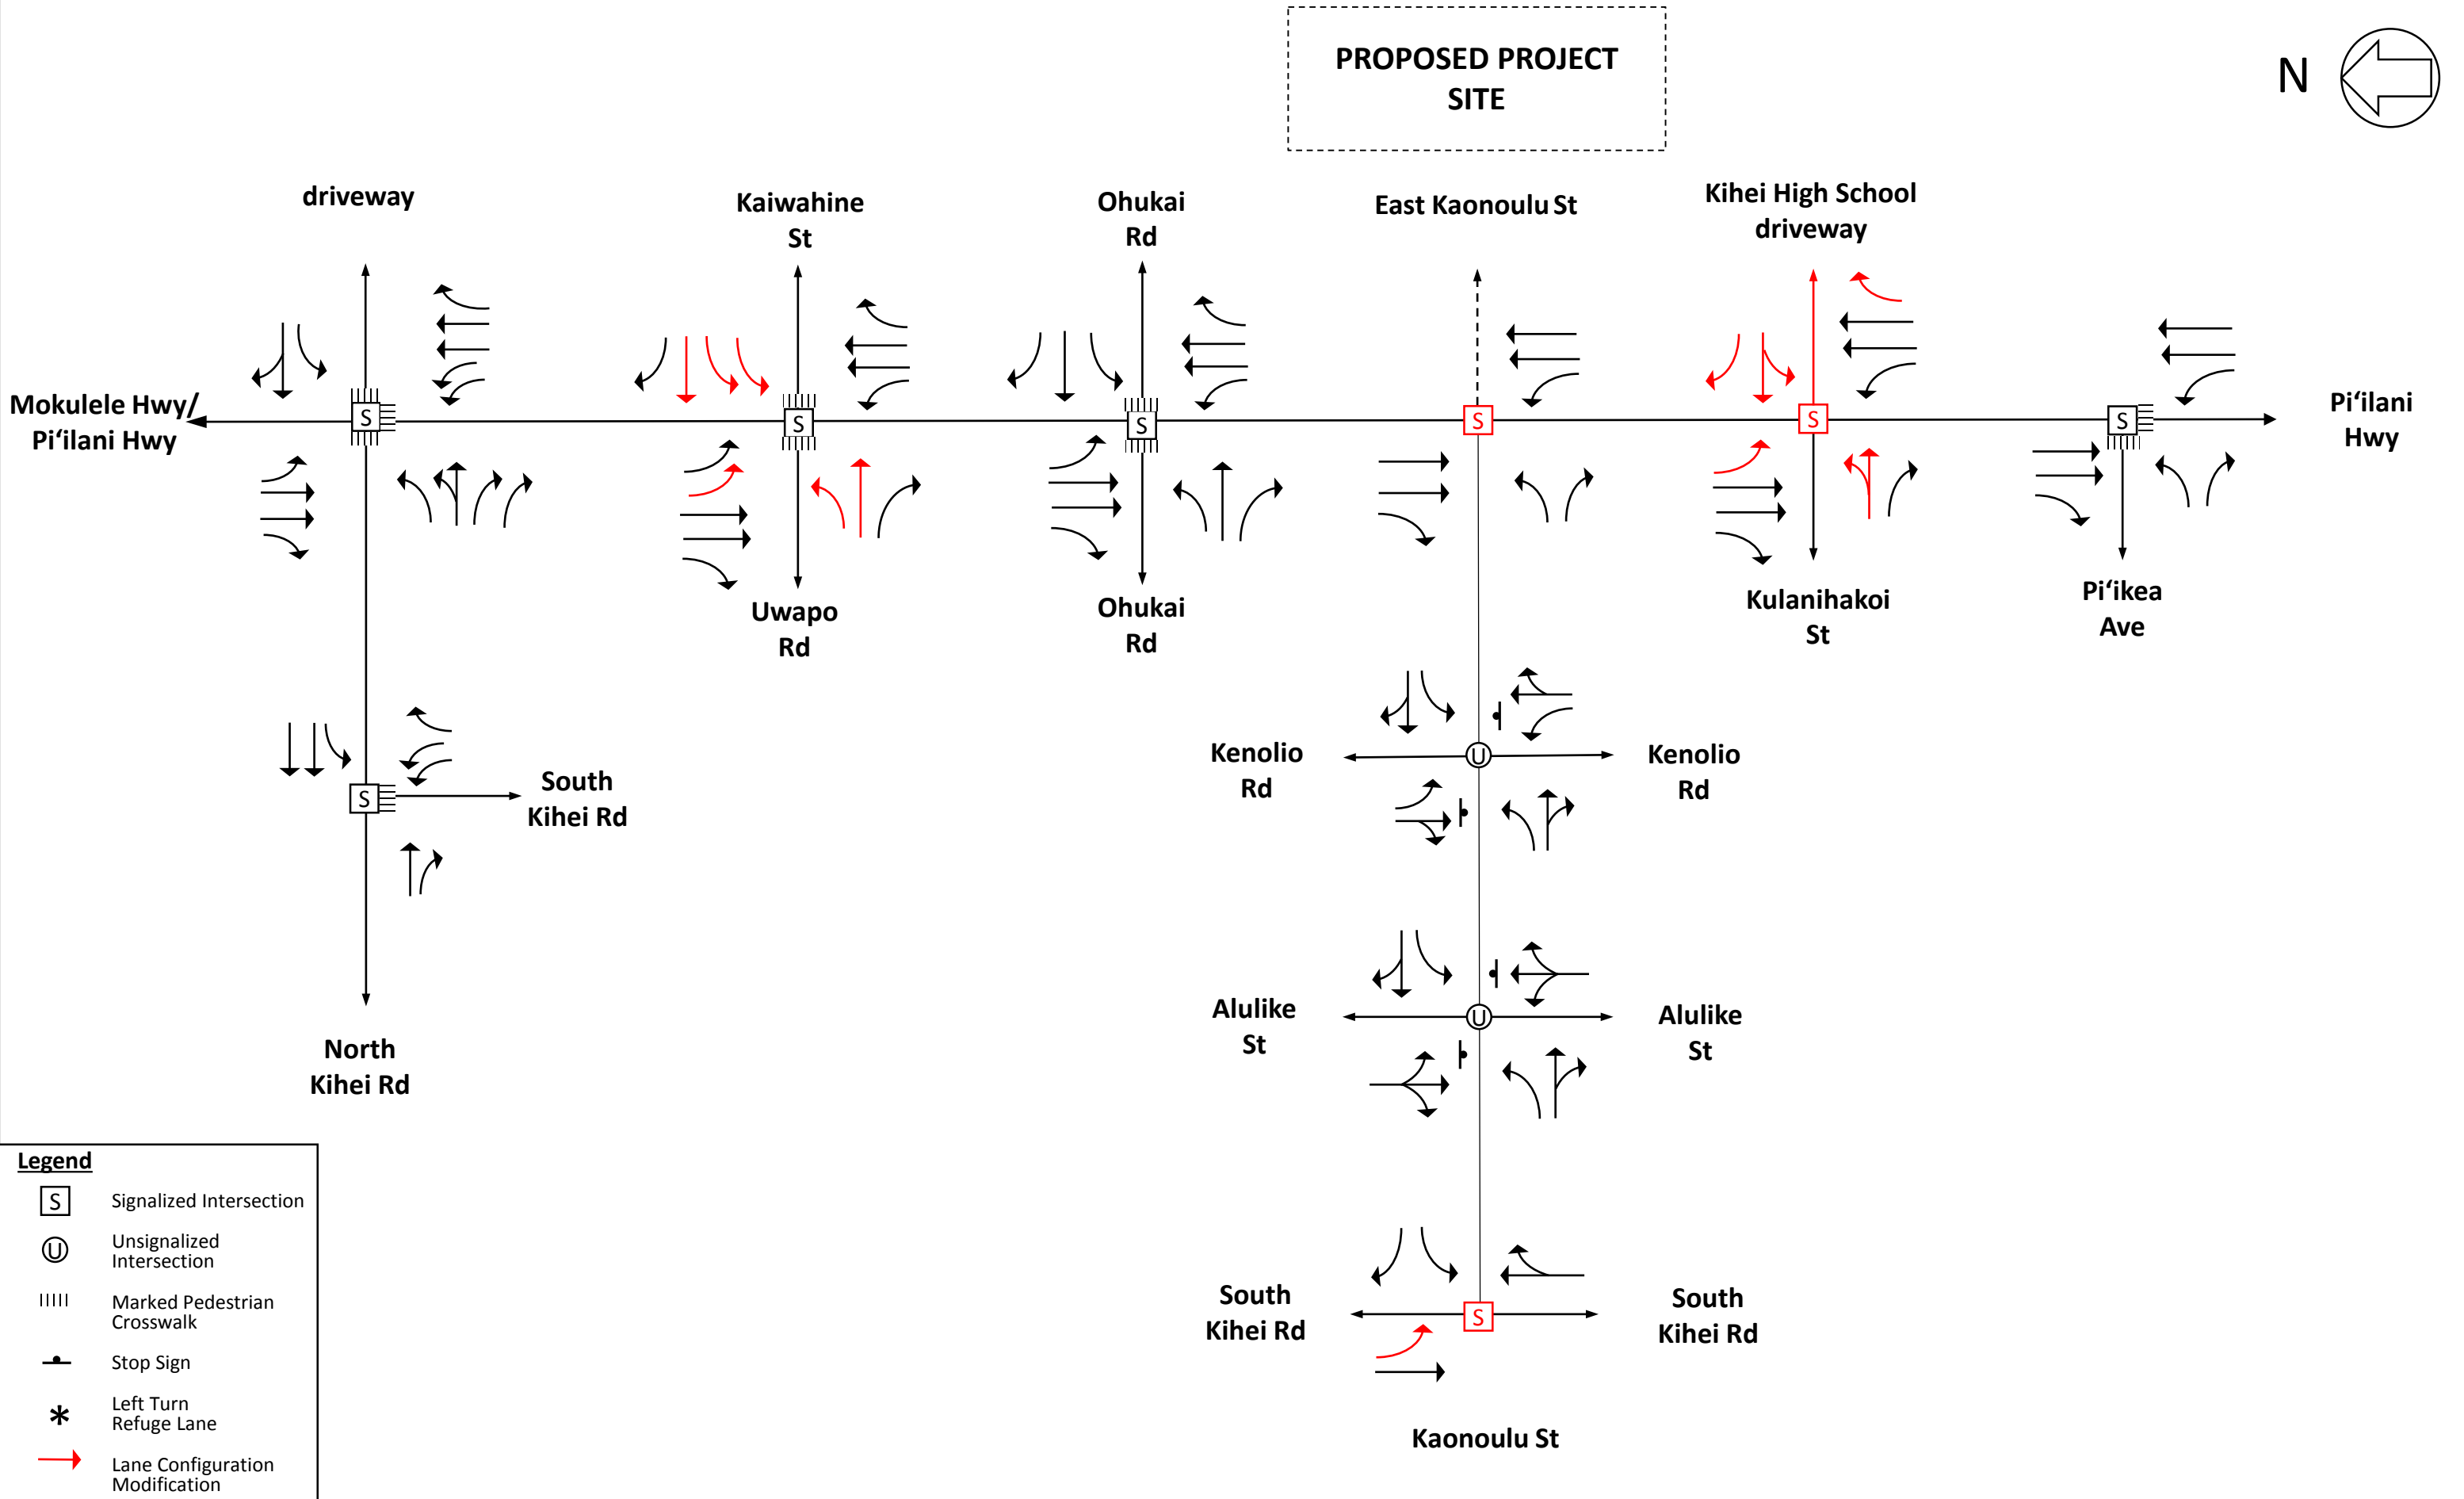 PROPOSED PROJECT
SITE
N
driveway
Kaiwahine
St
Ohukai
Rd
East Kaonoulu St
Kihei High School
driveway
Mokulele Hwy/
Pi‘ilani Hwy
S
S
S
S
S
S
Pi‘ilani
Hwy
Uwapo
Rd
Ohukai
Rd
Kulanihakoi
St
Pi‘ikea
Ave
Kenolio
Rd
U
Kenolio
Rd
S
South
Kihei Rd
Alulike
St
U
Alulike
St
North
Kihei Rd
South
Kihei Rd
S
South
Kihei Rd
Kaonoulu St
Legend
S
Signalized Intersection
U
Unsignalized
Intersection
Marked Pedestrian
Crosswalk
Stop Sign
*
Left Turn
Refuge Lane
Lane Configuration
Modification